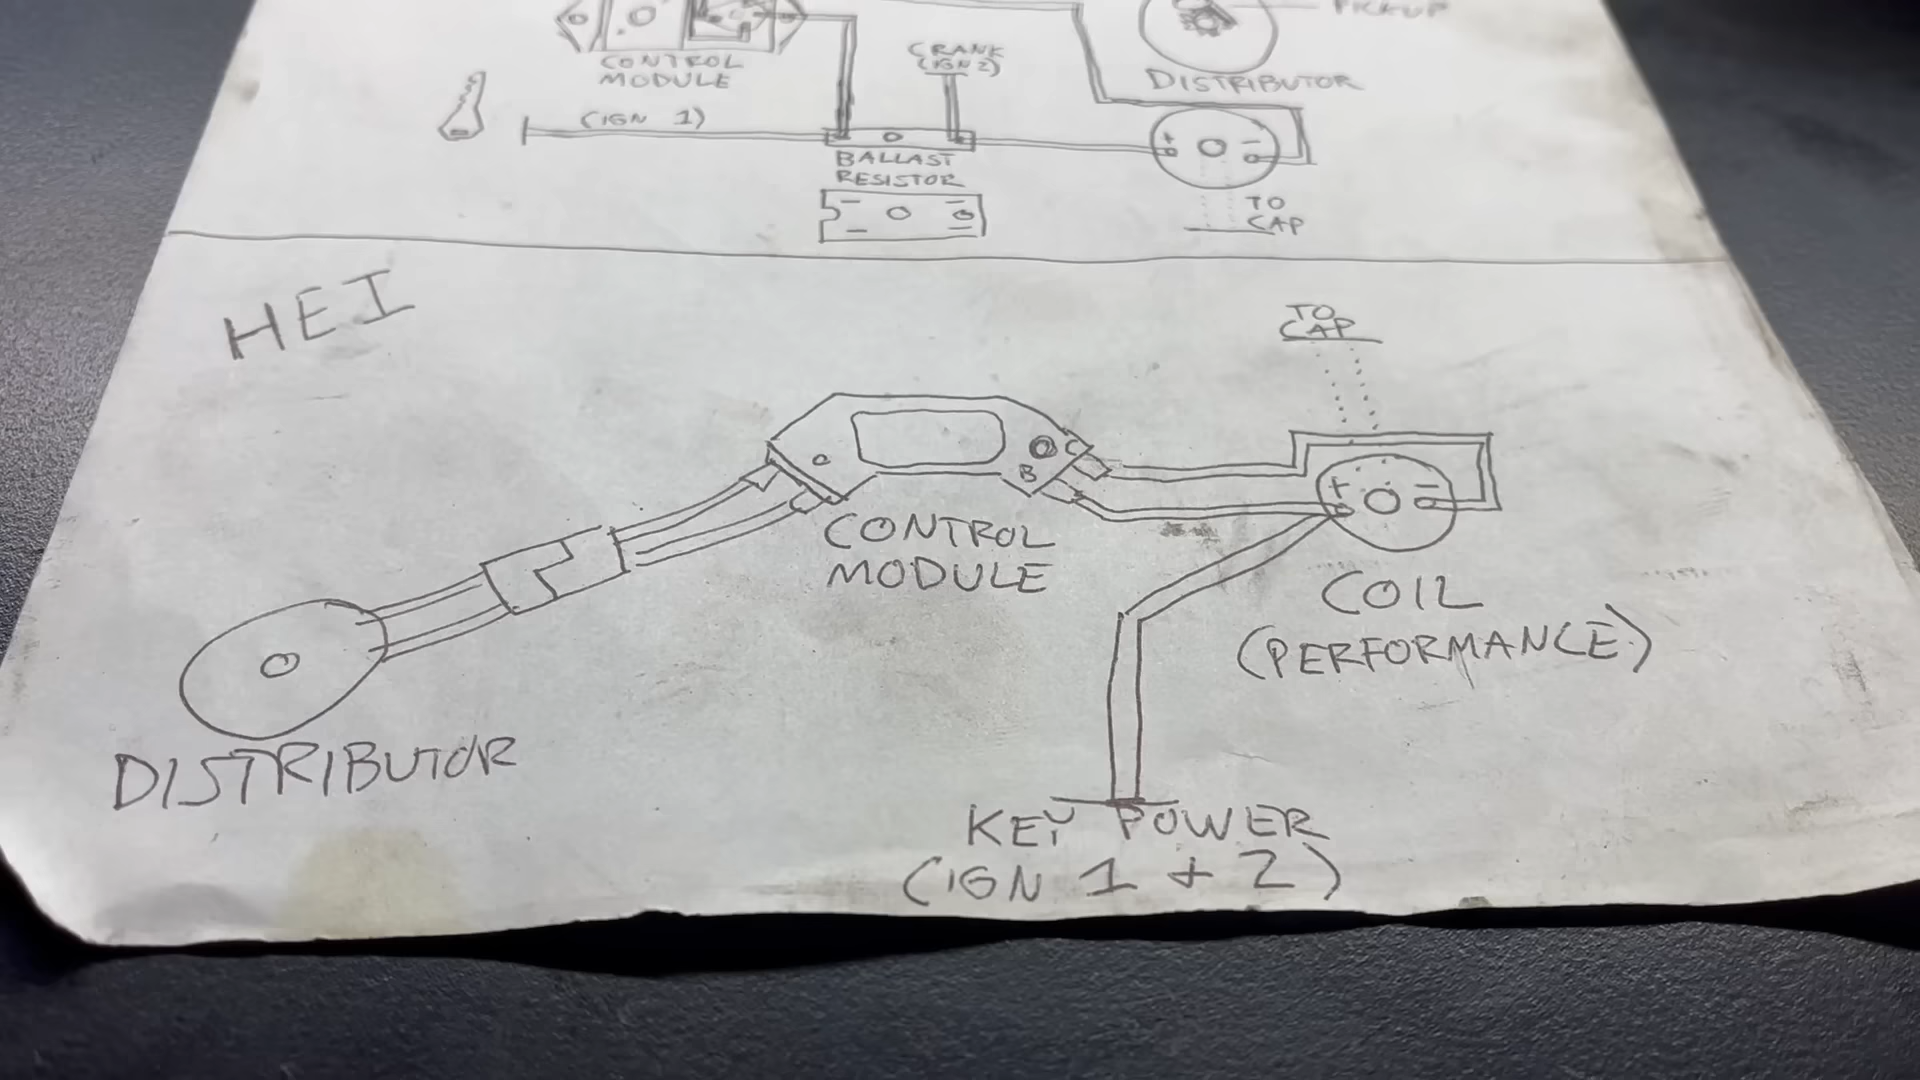 PICKUP
CONTROL
MODULE
CRANK
(IGN 2)
DISTRIBUTOR
(IGN 1)
BALLAST
RESISTOR
+ -
TO
CAP
HEI
TO
CAP
C
B
+ -
CONTROL
MODULE
COIL
(PERFORMANCE)
DISTRIBUTOR
KEY POWER
(IGN 1 + 2)